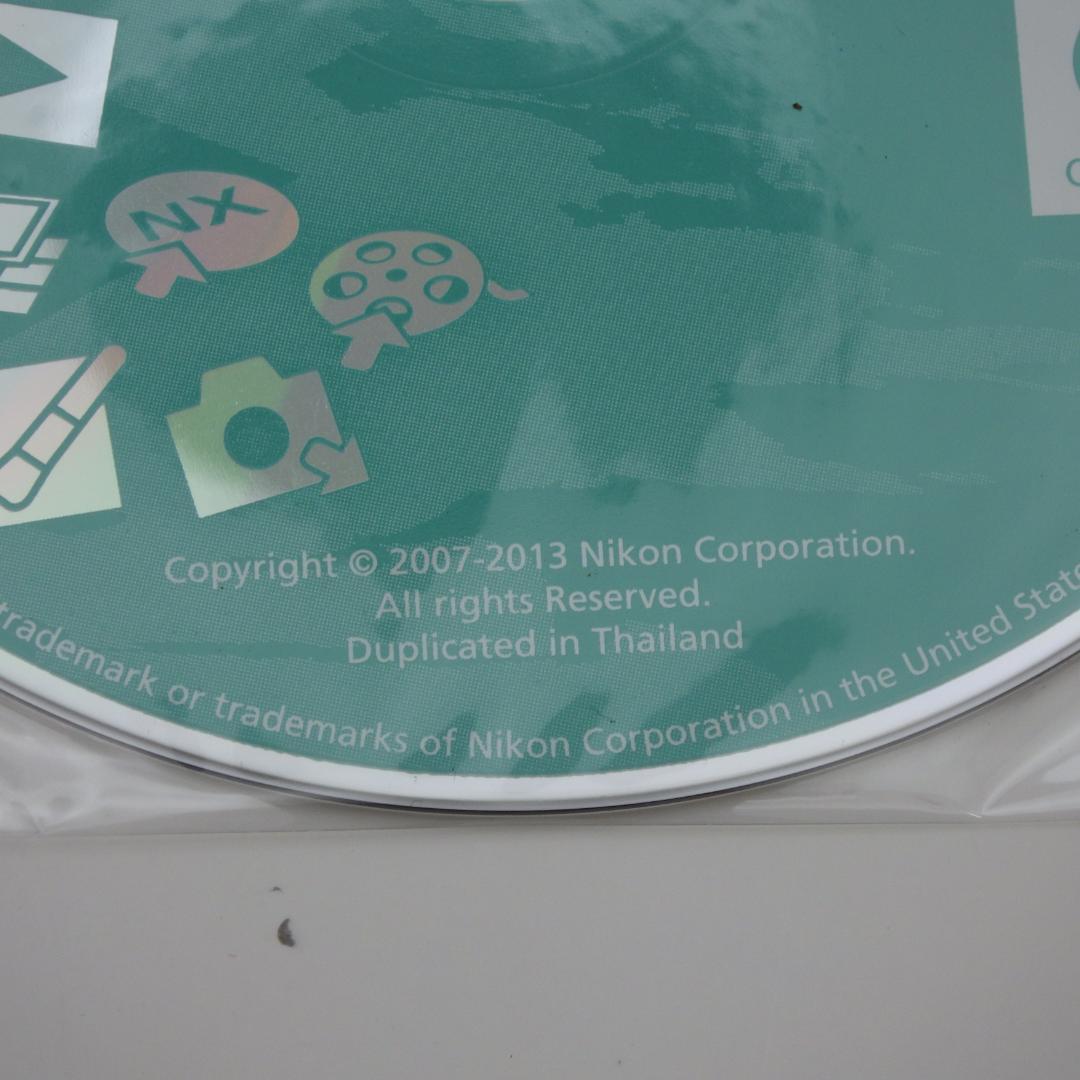 NX
Copyright © 2007-2013 Nikon Corporation.
All rights Reserved.
Duplicated in Thailand
trademark or trademarks of Nikon Corporation in the United